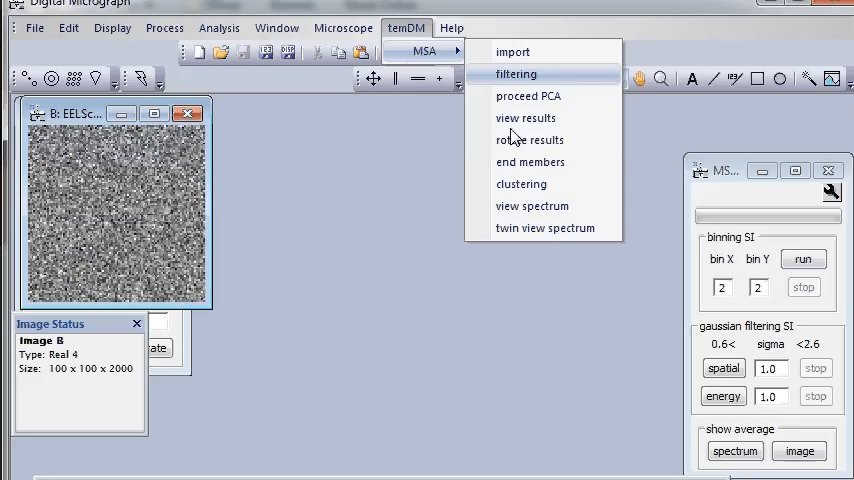 Digital Micrograph
File Edit Display Process Analysis Window Microscope temDM Help
MSA
import
filtering
proceed PCA
view results
rotate results
end members
clustering
view spectrum
twin view spectrum
B: EELSc...
Image Status
Image B
Type: Real 4
Size: 100 x 100 x 2000
MS...
binning SI
bin X bin Y run
2 2 stop
gaussian filtering SI
0.6< sigma <2.6
spatial 1.0 stop
energy 1.0 stop
show average
spectrum image